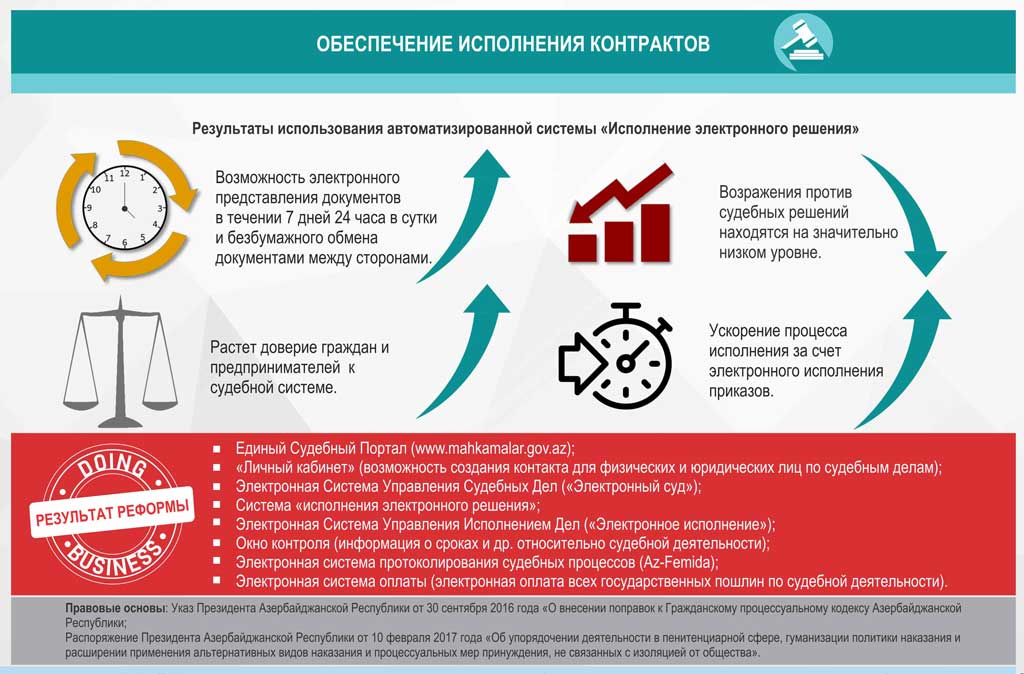 ОБЕСПЕЧЕНИЕ ИСПОЛНЕНИЯ КОНТРАКТОВ
Результаты использования автоматизированной системы «Исполнение электронного решения»
12
1
2
3
4
5
6
7
8
9
10
11
Возможность электронного
представления документов
в течении 7 дней 24 часа в сутки
и безбумажного обмена
документами между сторонами.
Возражения против
судебных решений
находятся на значительно
низком уровне.
Растет доверие граждан и
предпринимателей к
судебной системе.
Ускорение процесса
исполнения за счет
электронного исполнения
приказов.
DOING
РЕЗУЛЬТАТ РЕФОРМЫ
BUSINESS
Единый Судебный Портал (www.mahkamalar.gov.az);
«Личный кабинет» (возможность создания контакта для физических и юридических лиц по судебным делам);
Электронная Система Управления Судебных Дел («Электронный суд»);
Система «исполнения электронного решения»;
Электронная Система Управления Исполнением Дел («Электронное исполнение»);
Окно контроля (информация о сроках и др. относительно судебной деятельности);
Электронная система протоколирования судебных процессов (Az-Femida);
Электронная система оплаты (электронная оплата всех государственных пошлин по судебной деятельности).
Правовые основы: Указ Президента Азербайджанской Республики от 30 сентября 2016 года «О внесении поправок к Гражданскому процессуальному кодексу Азербайджанской
Республики;
Распоряжение Президента Азербайджанской Республики от 10 февраля 2017 года «Об упорядочении деятельности в пенитенциарной сфере, гуманизации политики наказания и
расширении применения альтернативных видов наказания и процессуальных мер принуждения, не связанных с изоляцией от общества».